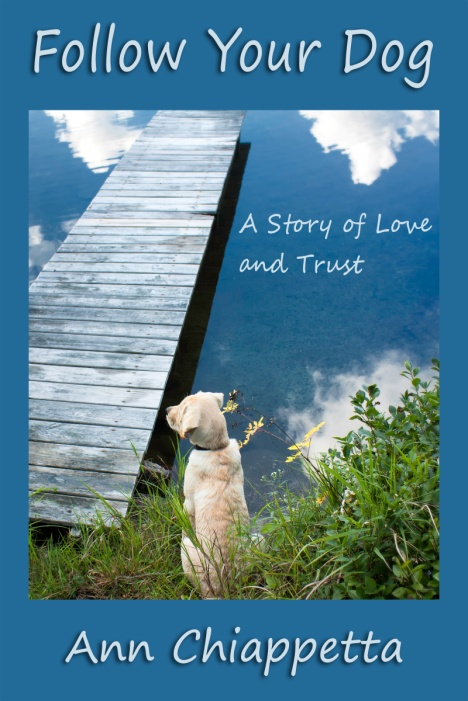 Follow Your Dog
A Story of Love
and Trust
Ann Chiappetta